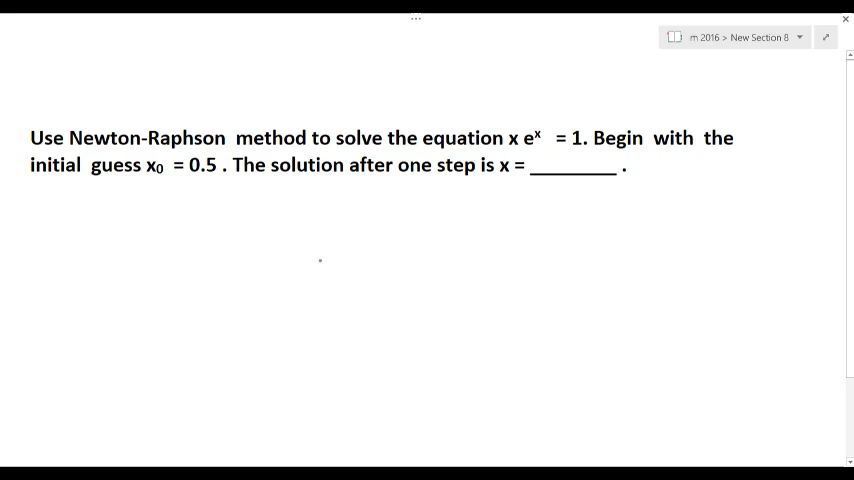 m 2016 > New Section 8
Use Newton-Raphson method to solve the equation x eˣ = 1. Begin with the
initial guess x₀ = 0.5 . The solution after one step is x = ________ .